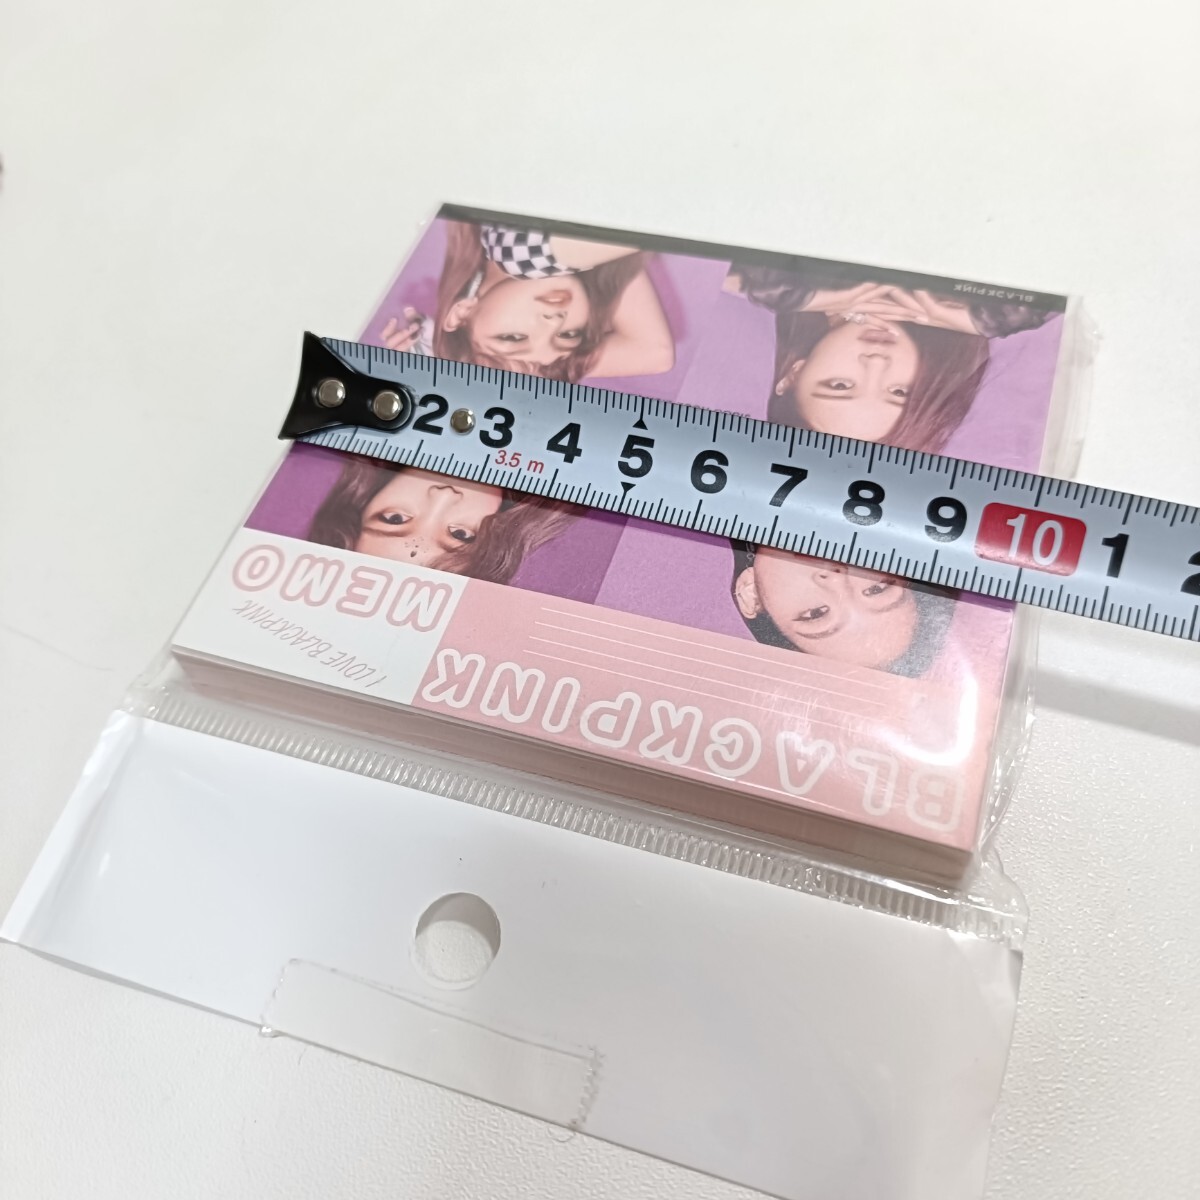 BLACKPINK
2 3 4 5 6 7 8 9 10 1 2
3.5 m
MEMO
I LOVE BLACKPINK
BLACKPINK